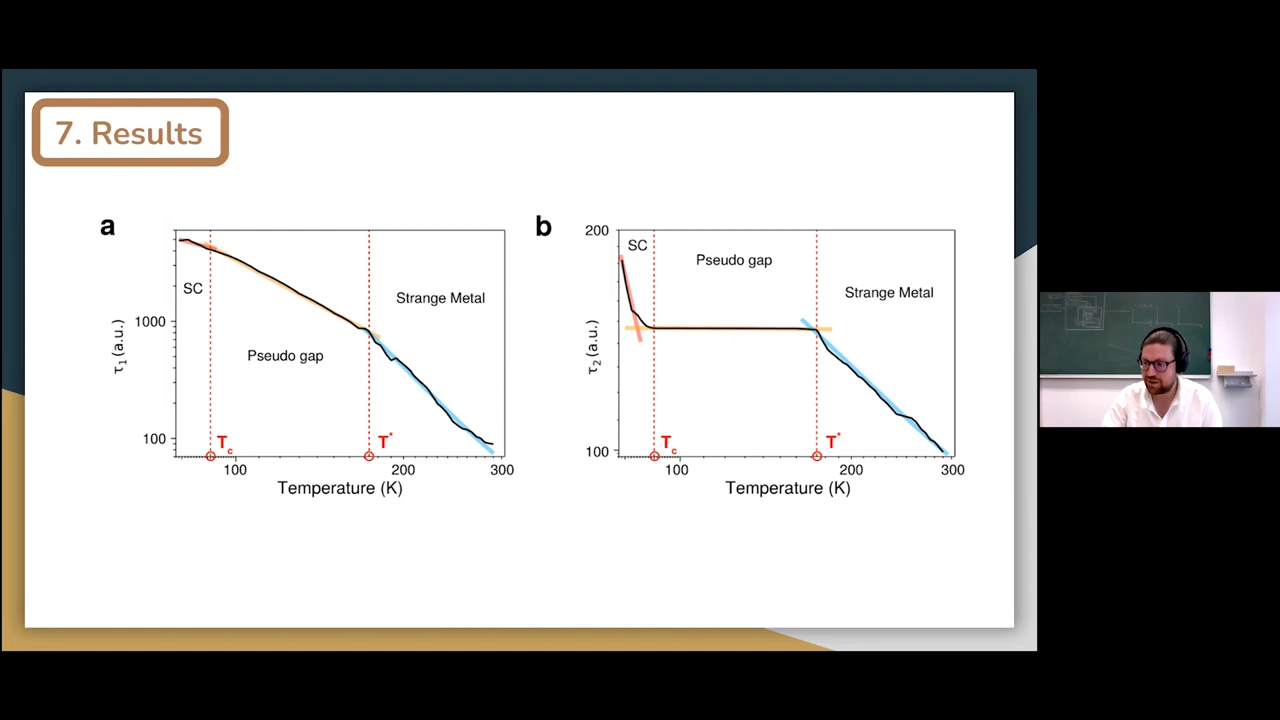 7. Results
a
SC
Pseudo gap
Strange Metal
1000
100
τ1 (a.u.)
Tc
T*
100
200
300
Temperature (K)
b
200
SC
Pseudo gap
Strange Metal
τ2 (a.u.)
100
Tc
T*
100
200
300
Temperature (K)